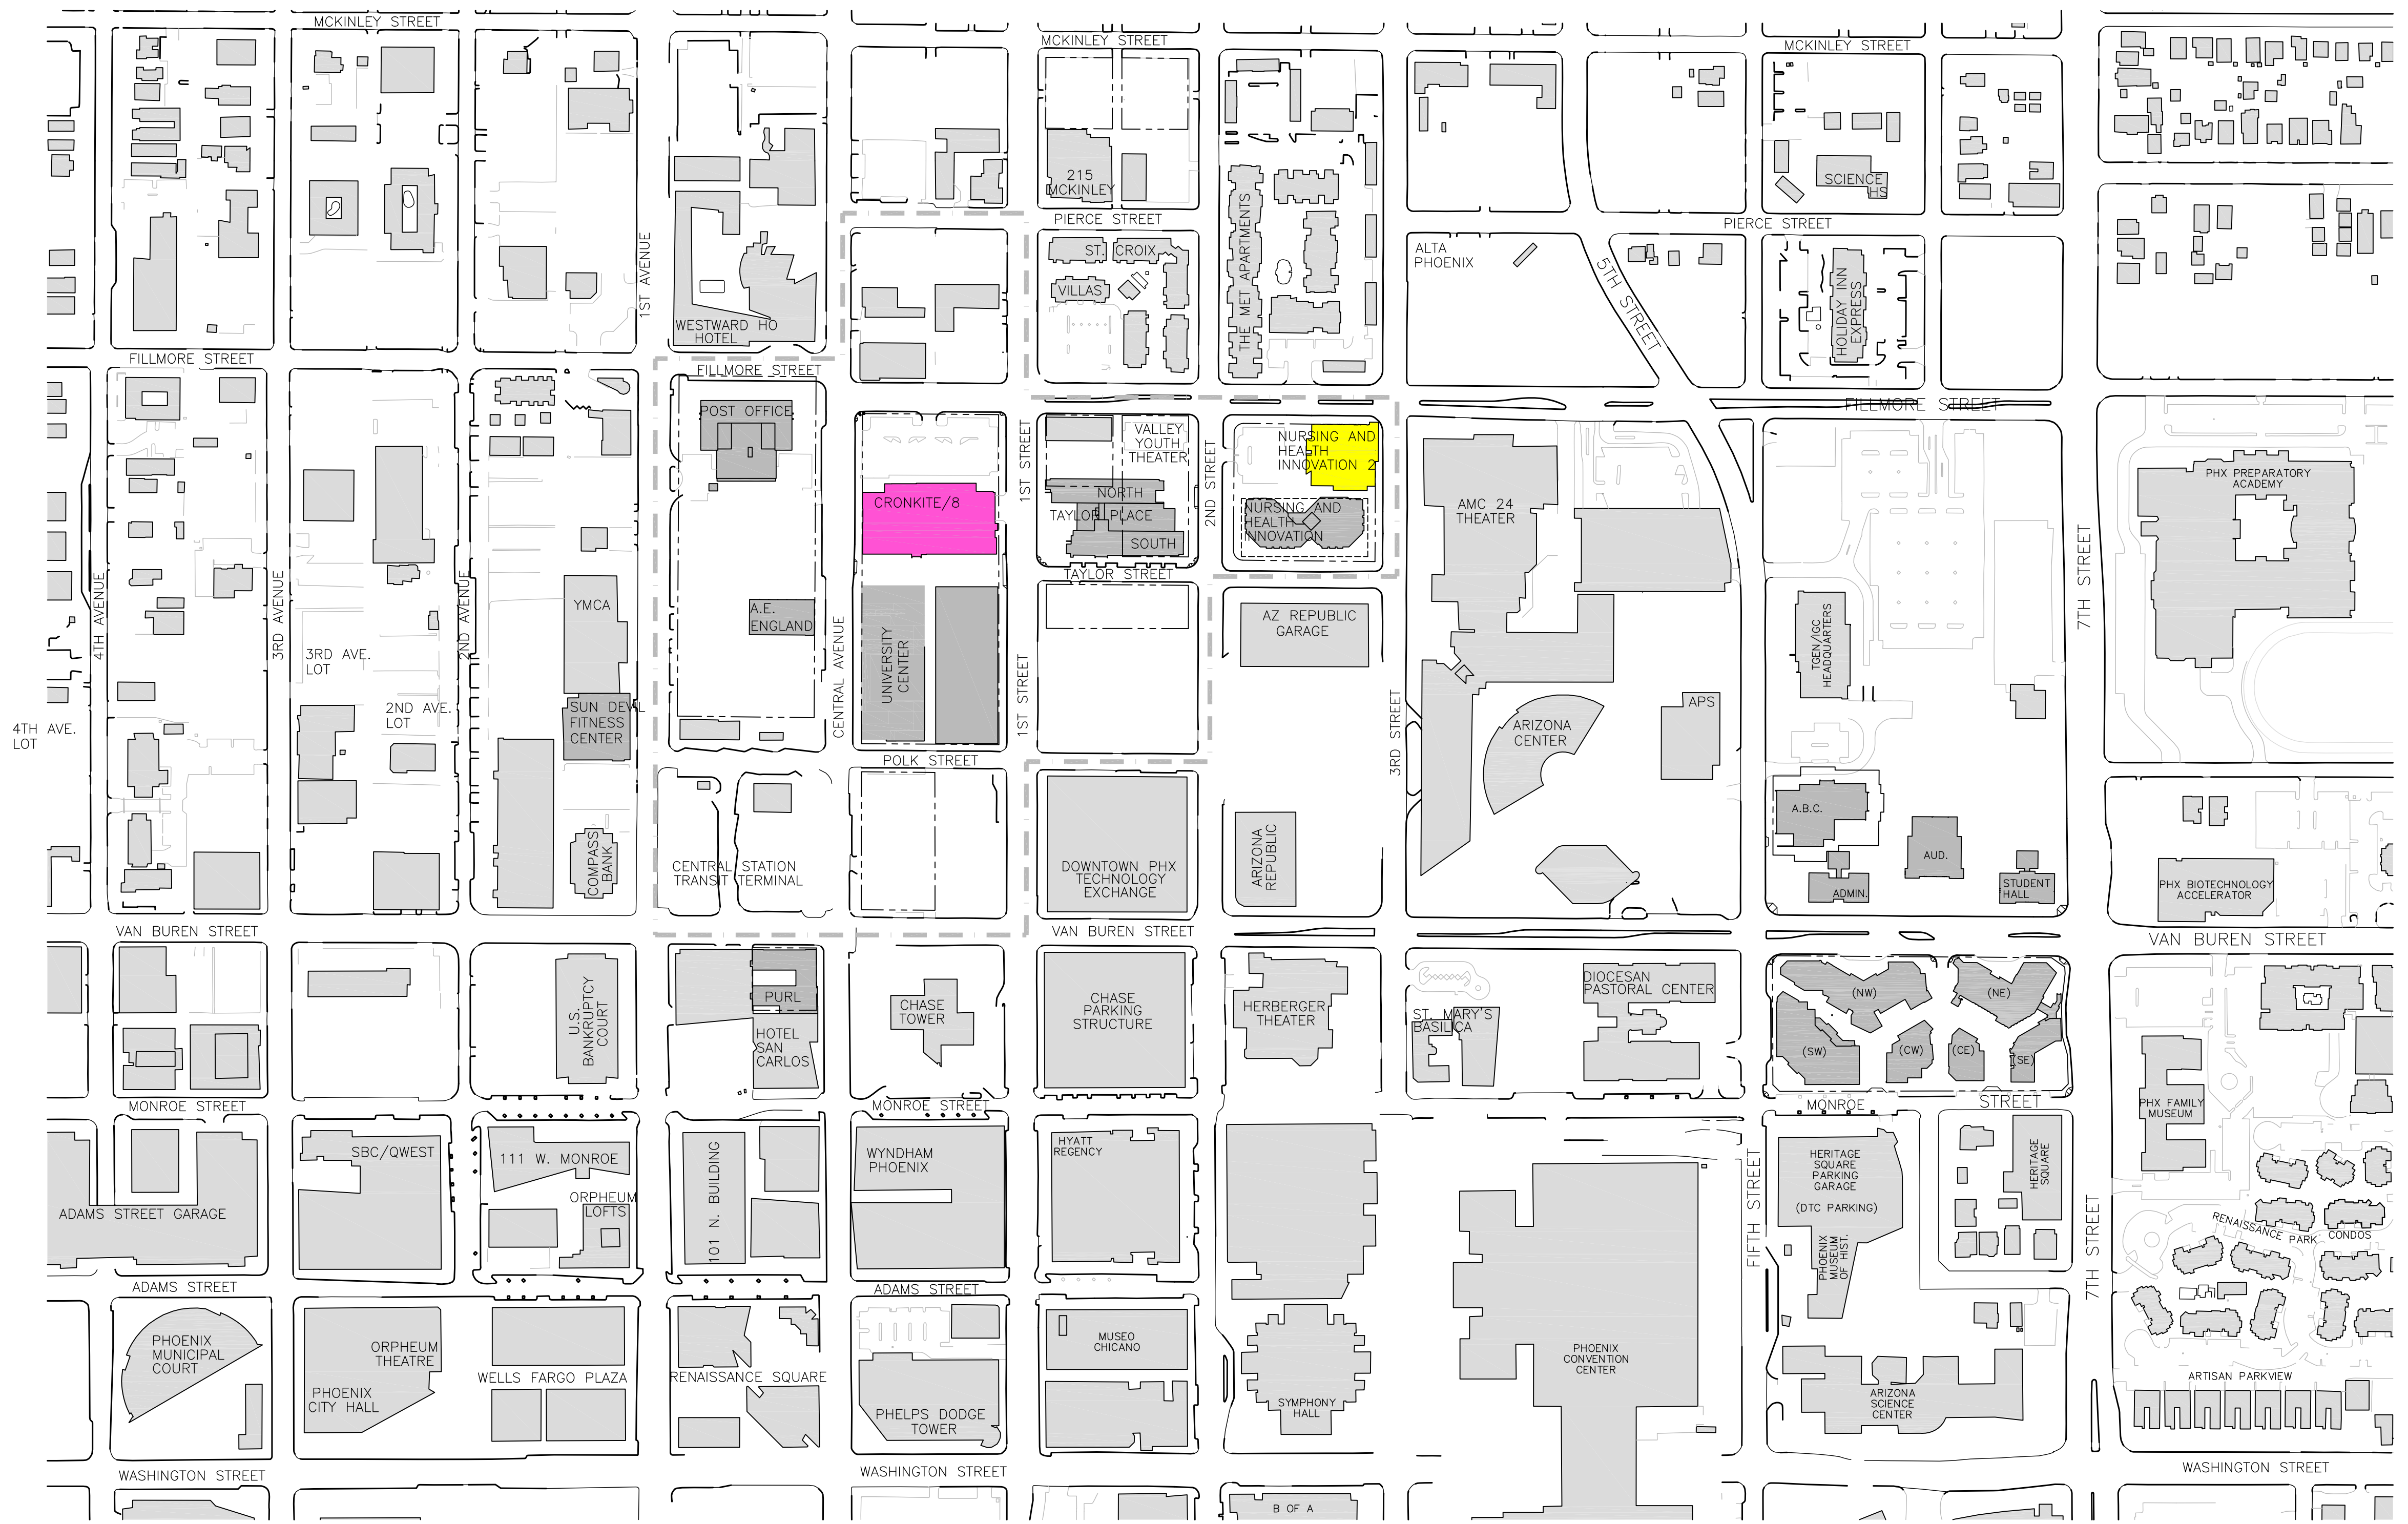 MCKINLEY STREET
MCKINLEY STREET
MCKINLEY STREET
215
MCKINLEY
SCIENCE
HS
PIERCE STREET
PIERCE STREET
1ST AVENUE
WESTWARD HO
HOTEL
ST. CROIX
VILLAS
THE MET APARTMENTS
ALTA
PHOENIX
5TH STREET
HOLIDAY INN
EXPRESS
FILLMORE STREET
FILLMORE STREET
FILLMORE STREET
POST OFFICE
CRONKITE/8
1ST STREET
VALLEY
YOUTH
THEATER
NORTH
TAYLOR PLACE
SOUTH
2ND STREET
NURSING AND
HEALTH
INNOVATION 2
NURSING AND
HEALTH
INNOVATION
AMC 24
THEATER
PHX PREPARATORY
ACADEMY
7TH STREET
TAYLOR STREET
4TH AVENUE
3RD AVENUE
2ND AVENUE
YMCA
A.E.
ENGLAND
CENTRAL AVENUE
UNIVERSITY
CENTER
1ST STREET
AZ REPUBLIC
GARAGE
TGEN/IGC
HEADQUARTERS
3RD AVE.
LOT
2ND AVE.
LOT
4TH AVE.
LOT
SUN DEVIL
FITNESS
CENTER
3RD STREET
ARIZONA
CENTER
APS
POLK STREET
COMPASS
BANK
CENTRAL STATION
TRANSIT TERMINAL
DOWNTOWN PHX
TECHNOLOGY
EXCHANGE
ARIZONA
REPUBLIC
A.B.C.
ADMIN.
AUD.
STUDENT
HALL
PHX BIOTECHNOLOGY
ACCELERATOR
VAN BUREN STREET
VAN BUREN STREET
VAN BUREN STREET
U.S.
BANKRUPTCY
COURT
PURL
HOTEL
SAN
CARLOS
CHASE
TOWER
CHASE
PARKING
STRUCTURE
HERBERGER
THEATER
ST. MARY'S
BASILICA
DIOCESAN
PASTORAL CENTER
(NW)
(NE)
(SW)
(CW)
(CE)
(SE)
PHX FAMILY
MUSEUM
MONROE STREET
MONROE STREET
MONROE STREET
ADAMS STREET GARAGE
SBC/QWEST
111 W. MONROE
ORPHEUM
LOFTS
101 N. BUILDING
WYNDHAM
PHOENIX
HYATT
REGENCY
FIFTH STREET
HERITAGE
SQUARE
PARKING
GARAGE
(DTC PARKING)
PHOENIX
MUSEUM
OF HIST.
HERITAGE
SQUARE
7TH STREET
RENAISSANCE PARK CONDOS
ADAMS STREET
ADAMS STREET
PHOENIX
MUNICIPAL
COURT
ORPHEUM
THEATRE
PHOENIX
CITY HALL
WELLS FARGO PLAZA
RENAISSANCE SQUARE
PHELPS DODGE
TOWER
MUSEO
CHICANO
SYMPHONY
HALL
PHOENIX
CONVENTION
CENTER
ARIZONA
SCIENCE
CENTER
ARTISAN PARKVIEW
WASHINGTON STREET
WASHINGTON STREET
WASHINGTON STREET
B OF A